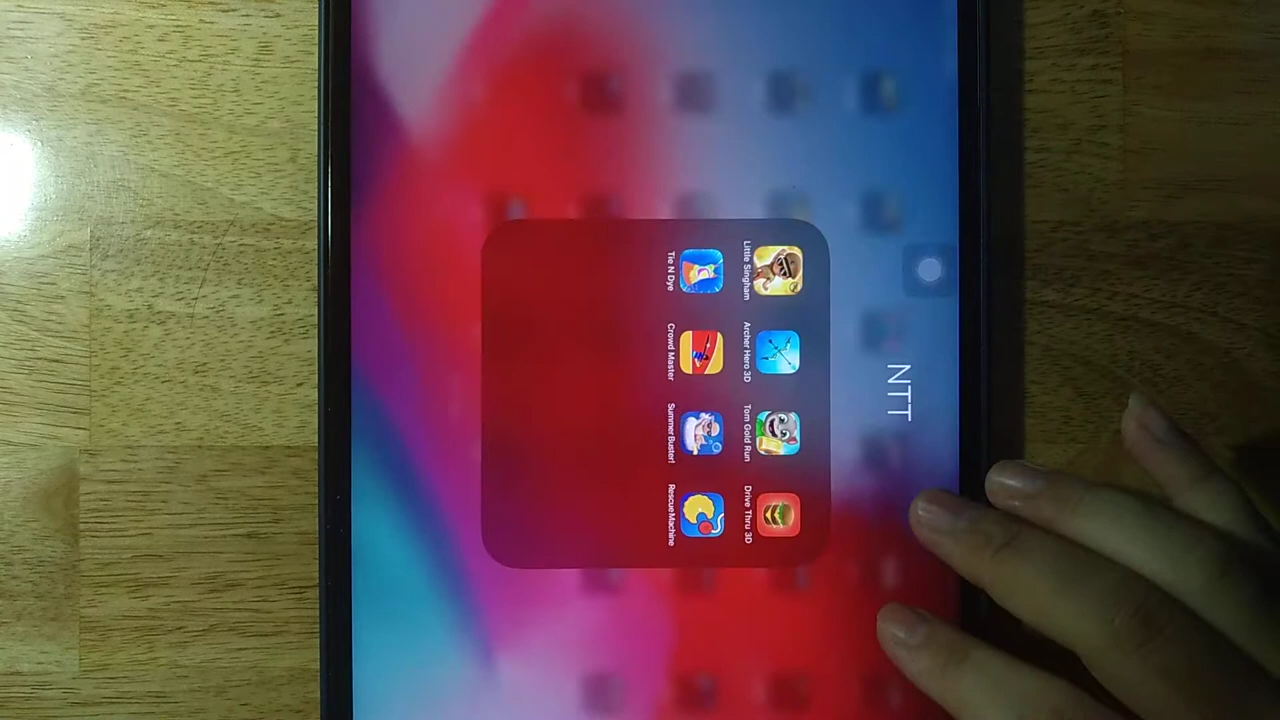 NTT
Little Singham
Archer Hero 3D
Tom Gold Run
Drive Thru 3D
Tie N Dye
Crowd Master
Summer Buster!
Rescue Machine